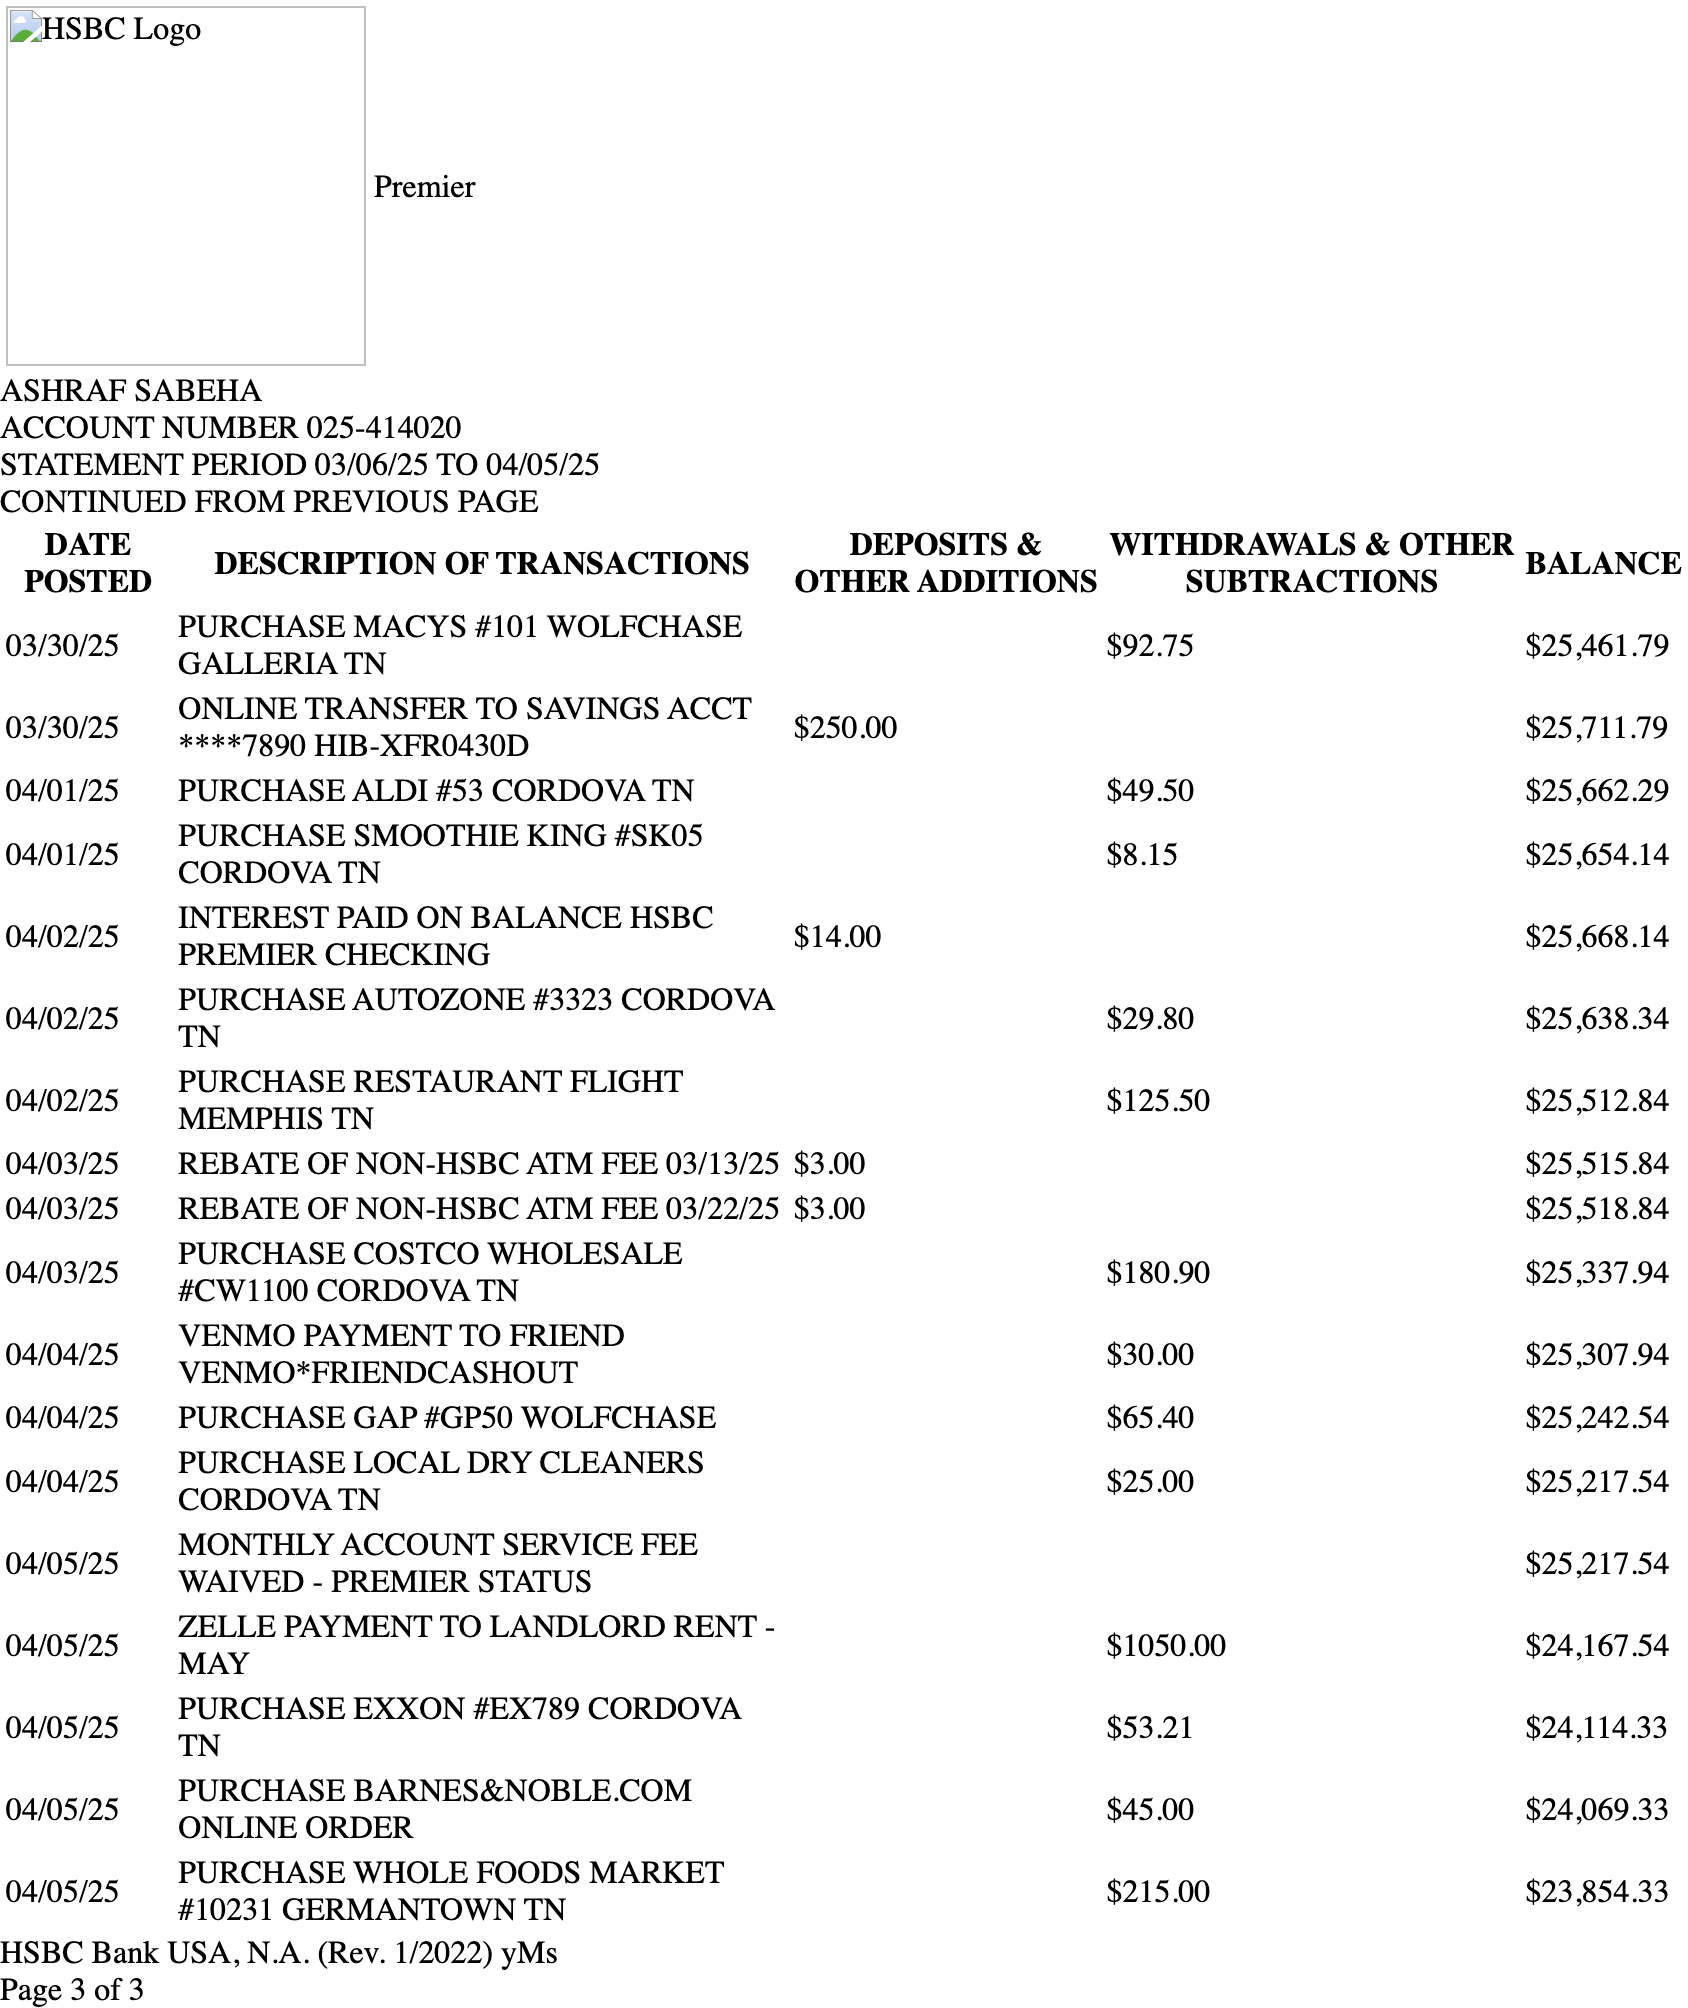 HSBC Logo
Premier
ASHRAF SABEHA
ACCOUNT NUMBER 025-414020
STATEMENT PERIOD 03/06/25 TO 04/05/25
CONTINUED FROM PREVIOUS PAGE
DATE POSTED DESCRIPTION OF TRANSACTIONS DEPOSITS & OTHER ADDITIONS WITHDRAWALS & OTHER SUBTRACTIONS BALANCE
03/30/25 PURCHASE MACYS #101 WOLFCHASE GALLERIA TN $92.75 $25,461.79
03/30/25 ONLINE TRANSFER TO SAVINGS ACCT ****7890 HIB-XFR0430D $250.00 $25,711.79
04/01/25 PURCHASE ALDI #53 CORDOVA TN $49.50 $25,662.29
04/01/25 PURCHASE SMOOTHIE KING #SK05 CORDOVA TN $8.15 $25,654.14
04/02/25 INTEREST PAID ON BALANCE HSBC PREMIER CHECKING $14.00 $25,668.14
04/02/25 PURCHASE AUTOZONE #3323 CORDOVA TN $29.80 $25,638.34
04/02/25 PURCHASE RESTAURANT FLIGHT MEMPHIS TN $125.50 $25,512.84
04/03/25 REBATE OF NON-HSBC ATM FEE 03/13/25 $3.00 $25,515.84
04/03/25 REBATE OF NON-HSBC ATM FEE 03/22/25 $3.00 $25,518.84
04/03/25 PURCHASE COSTCO WHOLESALE #CW1100 CORDOVA TN $180.90 $25,337.94
04/04/25 VENMO PAYMENT TO FRIEND VENMO*FRIENDCASHOUT $30.00 $25,307.94
04/04/25 PURCHASE GAP #GP50 WOLFCHASE $65.40 $25,242.54
04/04/25 PURCHASE LOCAL DRY CLEANERS CORDOVA TN $25.00 $25,217.54
04/05/25 MONTHLY ACCOUNT SERVICE FEE WAIVED - PREMIER STATUS $25,217.54
04/05/25 ZELLE PAYMENT TO LANDLORD RENT - MAY $1050.00 $24,167.54
04/05/25 PURCHASE EXXON #EX789 CORDOVA TN $53.21 $24,114.33
04/05/25 PURCHASE BARNES&NOBLE.COM ONLINE ORDER $45.00 $24,069.33
04/05/25 PURCHASE WHOLE FOODS MARKET #10231 GERMANTOWN TN $215.00 $23,854.33
HSBC Bank USA, N.A. (Rev. 1/2022) yMs
Page 3 of 3